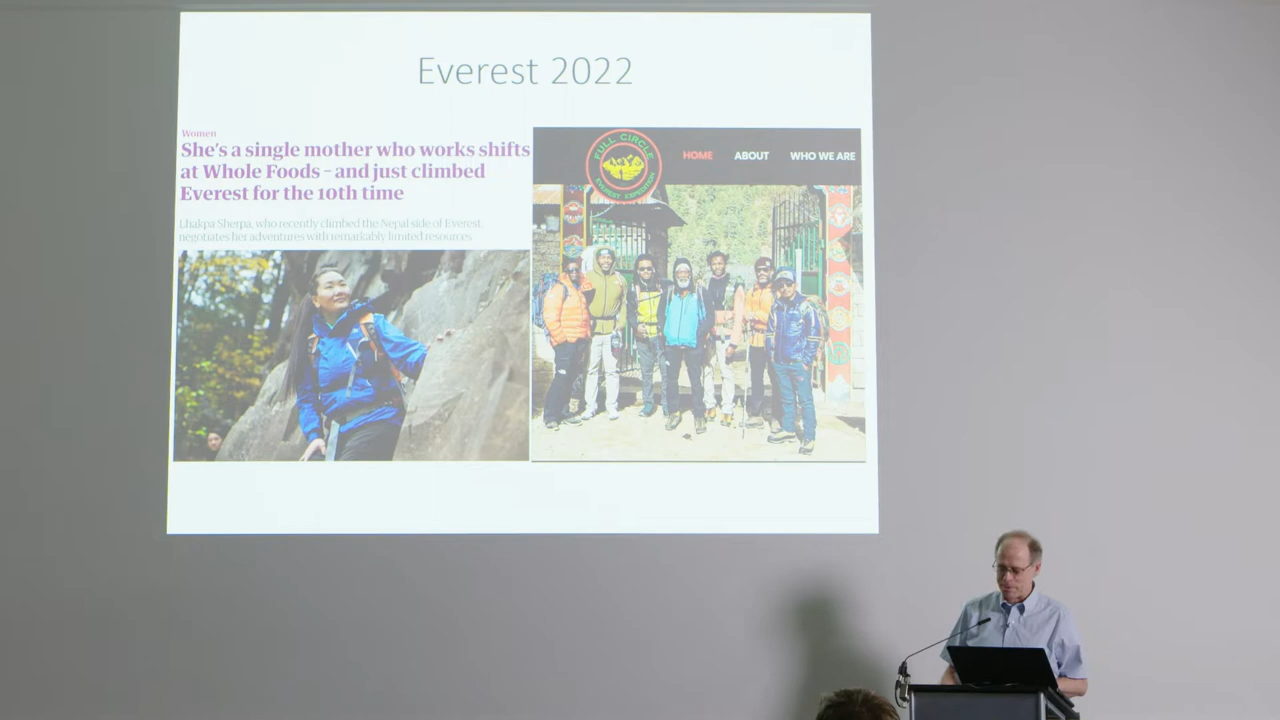 Everest 2022
Women
She's a single mother who works shifts
at Whole Foods – and just climbed
Everest for the 10th time
Lhakpa Sherpa, who recently climbed the Nepal side of Everest,
negotiates her adventures with remarkably limited resources
FULL CIRCLE
EVEREST EXPEDITION
HOME ABOUT WHO WE ARE